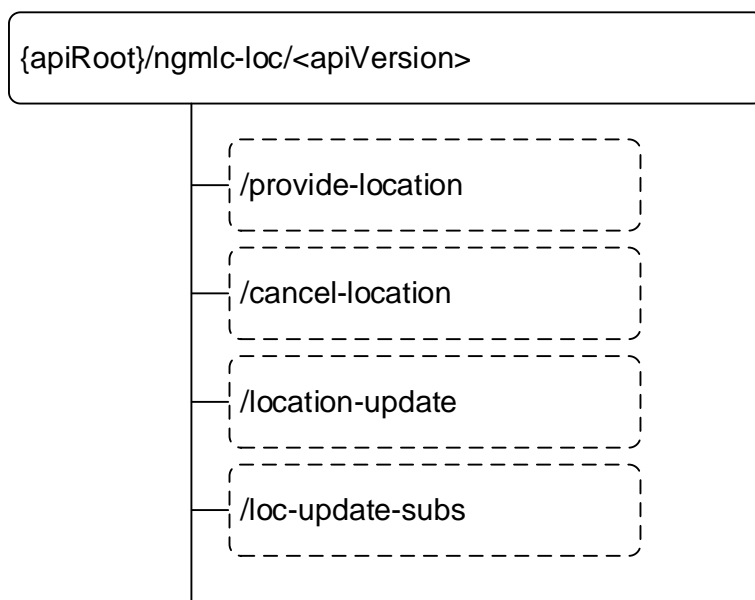 {apiRoot}/ngmlc-loc/<apiVersion>
/provide-location
/cancel-location
/location-update
/loc-update-subs